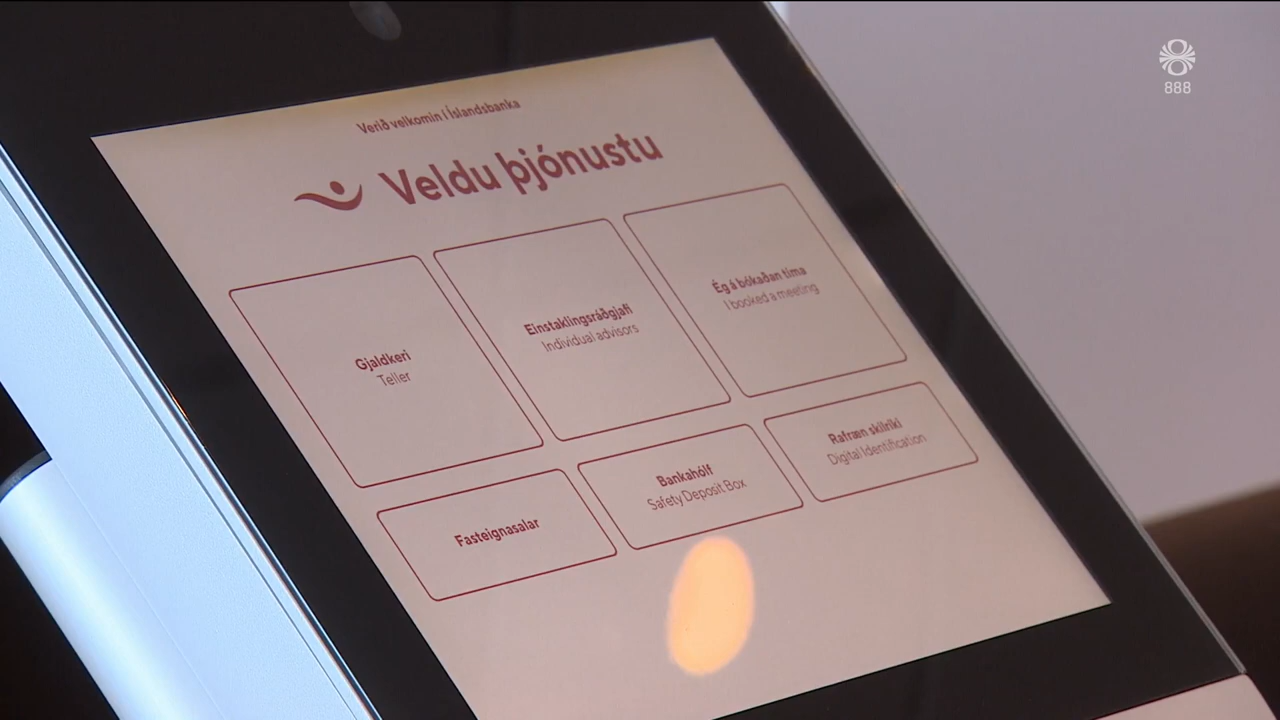 888
Verið velkomin í Íslandsbanka
Veldu þjónustu
Gjaldkeri
Teller
Einstaklingsráðgjafi
Individual advisors
Ég á bókaðan tíma
I booked a meeting
Fasteignasalar
Bankahólf
Safety Deposit Box
Rafræn skilríki
Digital Identification